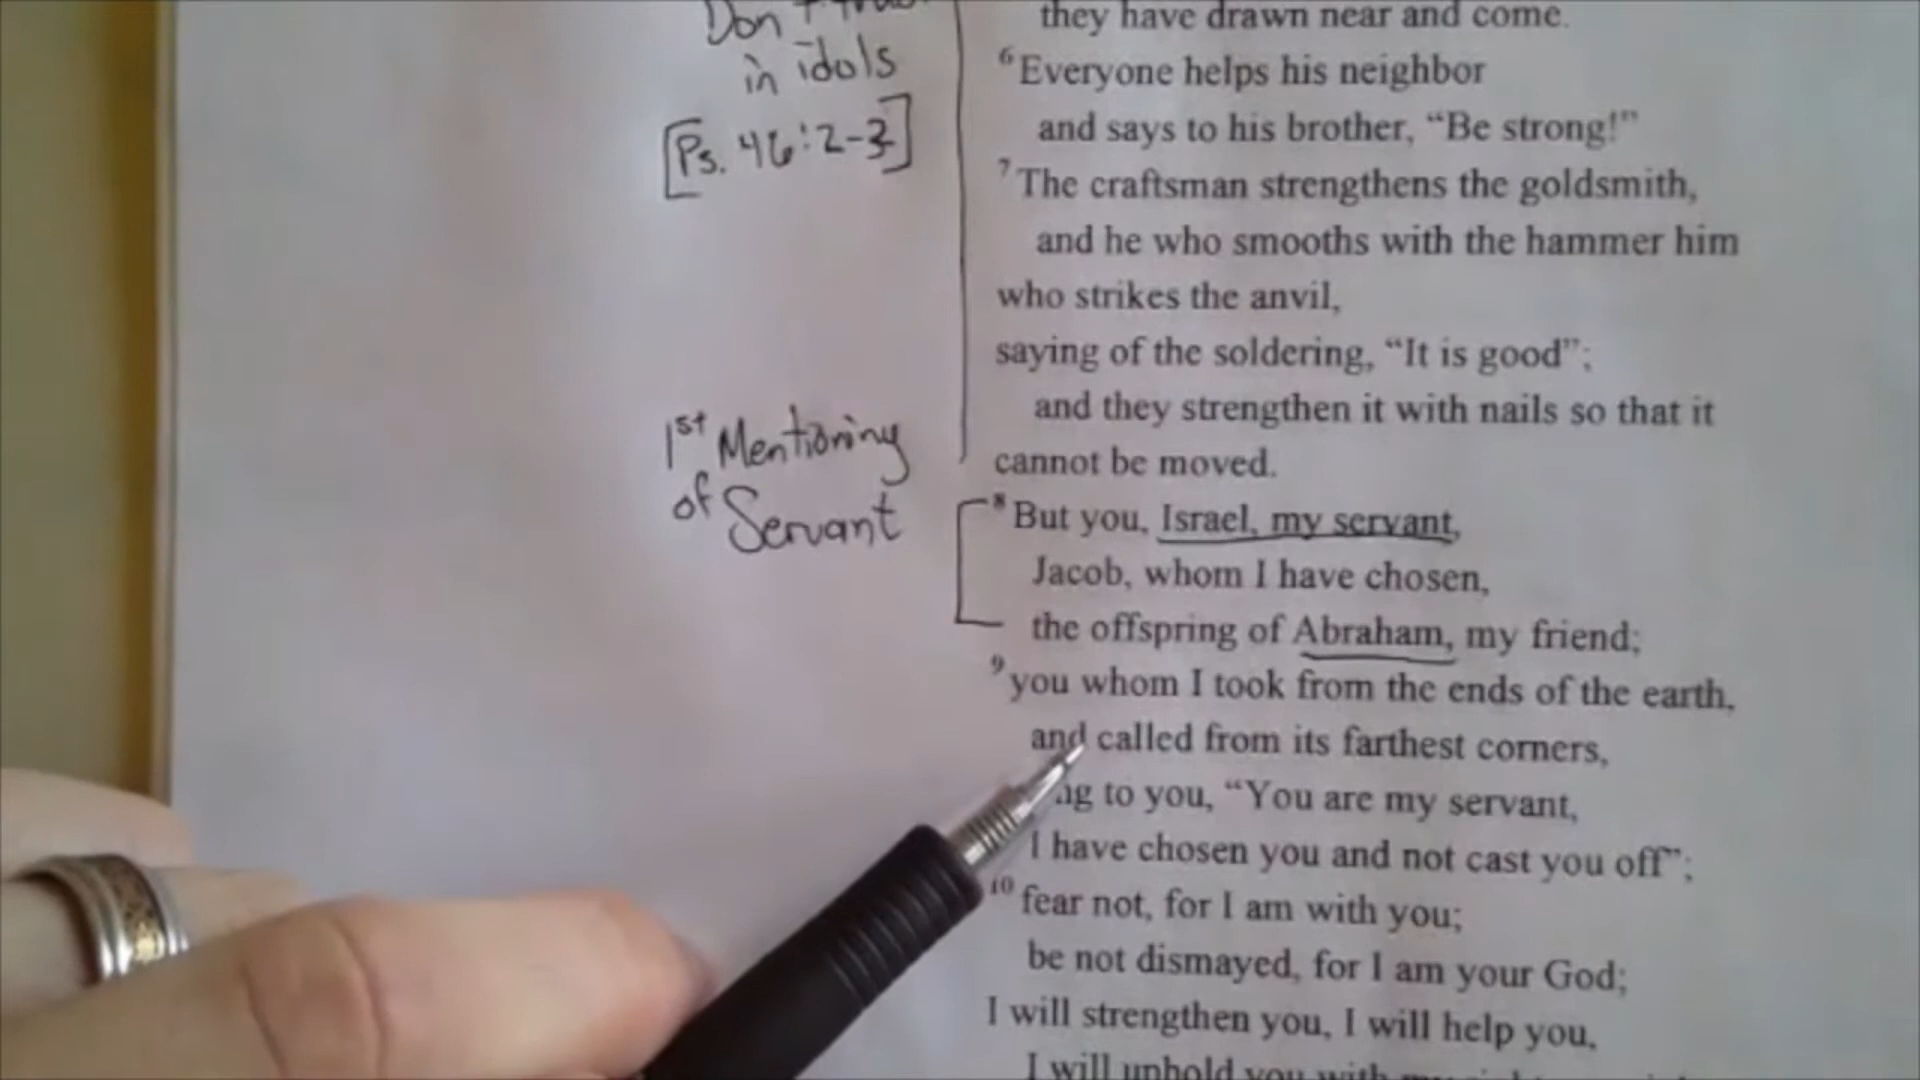 Don't
in idols
[Ps. 46:2-3]
1st Mentioning
of Servant
they have drawn near and come.
6 Everyone helps his neighbor
and says to his brother, “Be strong!”
7 The craftsman strengthens the goldsmith,
and he who smooths with the hammer him
who strikes the anvil,
saying of the soldering, “It is good”;
and they strengthen it with nails so that it
cannot be moved.
8 But you, Israel, my servant,
Jacob, whom I have chosen,
the offspring of Abraham, my friend;
9 you whom I took from the ends of the earth,
and called from its farthest corners,
to you, “You are my servant,
I have chosen you and not cast you off”;
10 fear not, for I am with you;
be not dismayed, for I am your God;
I will strengthen you, I will help you,
I will uphold you with my